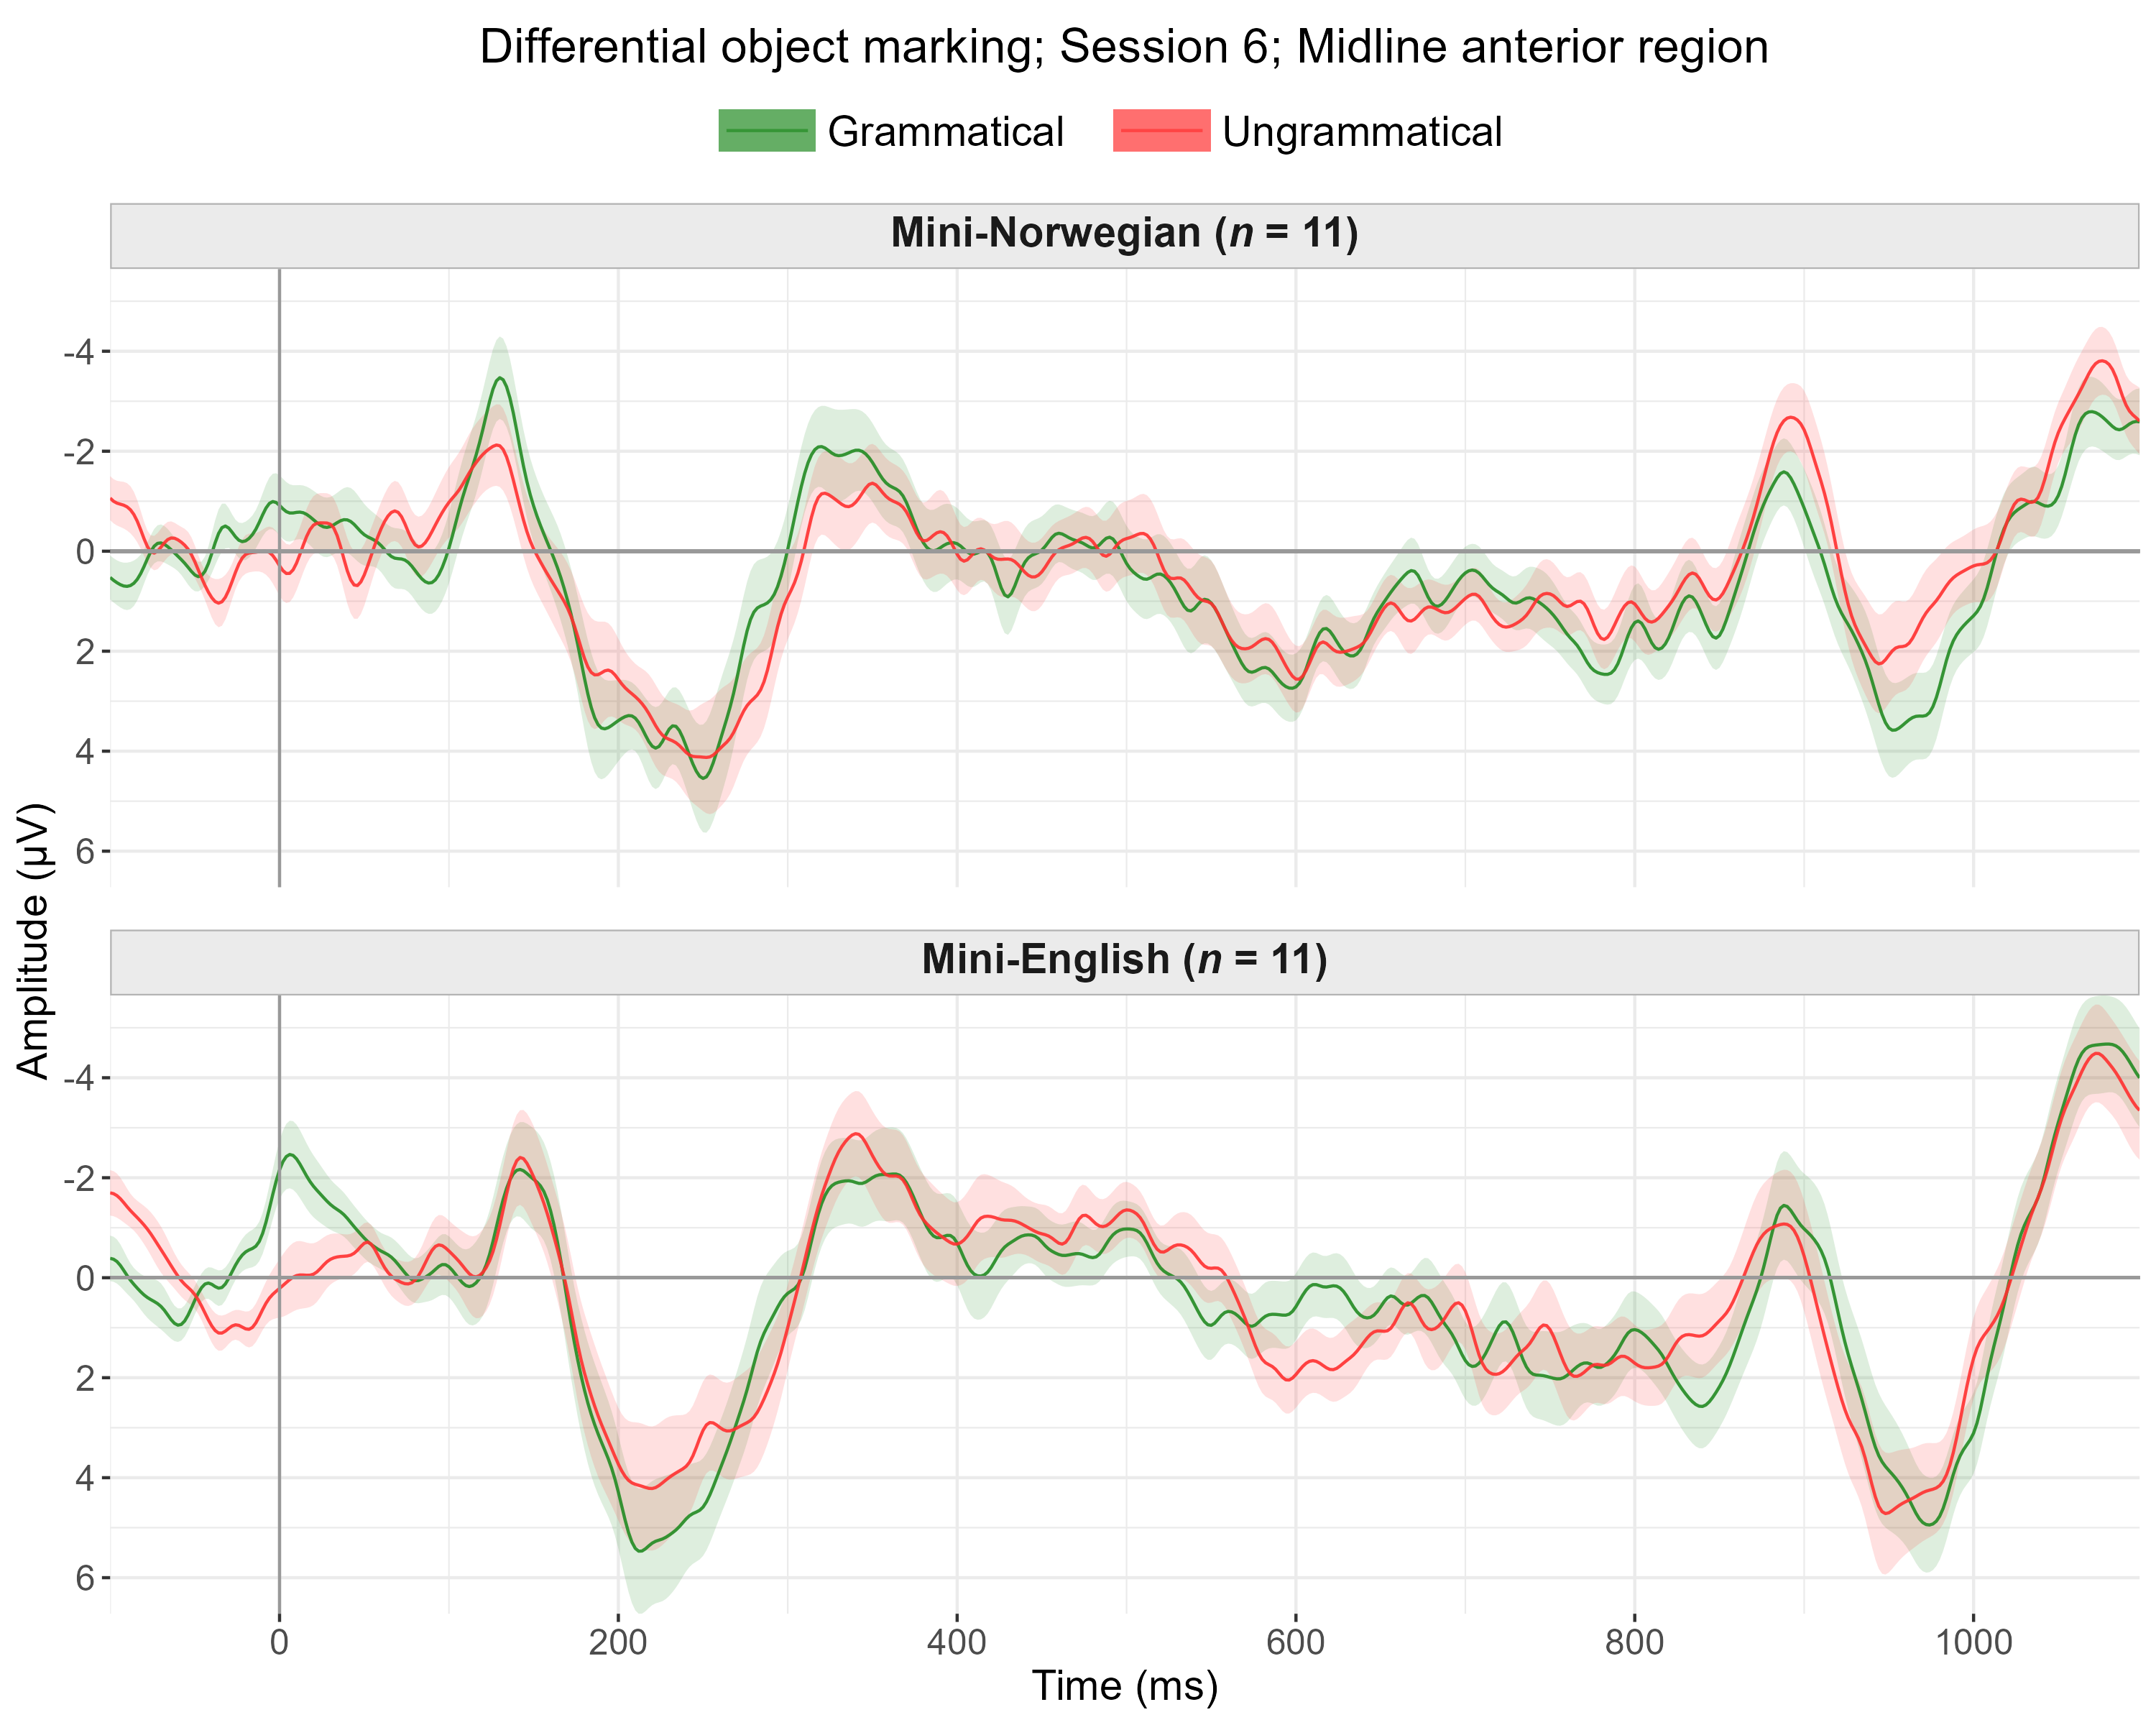 Differential object marking; Session 6; Midline anterior region
Grammatical
Ungrammatical
Mini-Norwegian (n = 11)
-4
-2
0
2
4
6
Mini-English (n = 11)
-4
-2
0
2
4
6
Amplitude (µV)
0 200 400 600 800 1000
Time (ms)